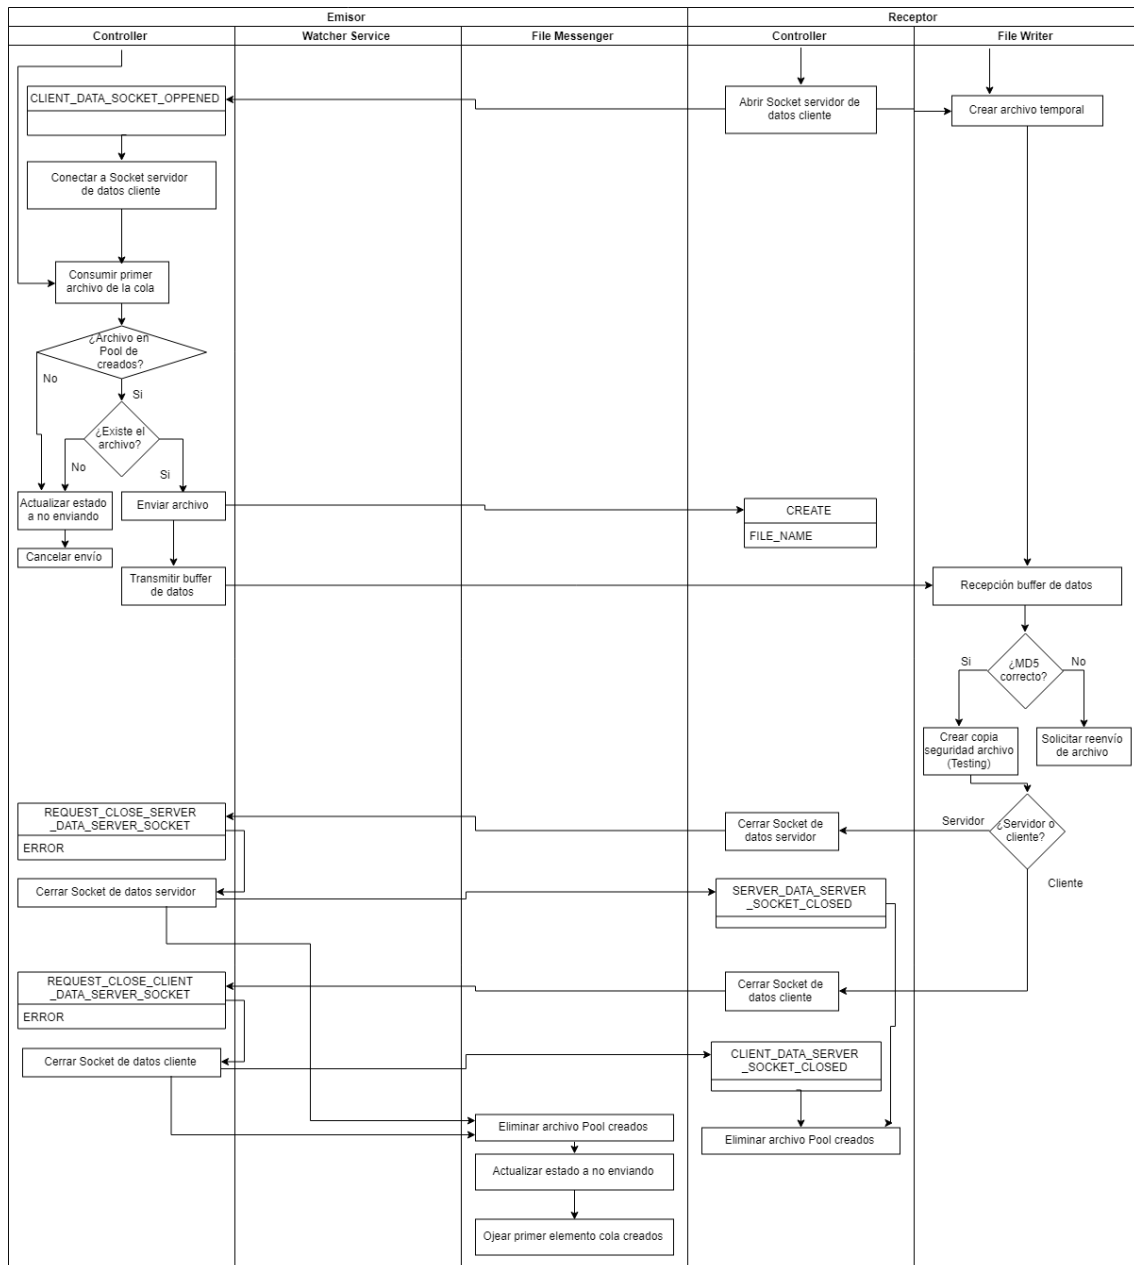 Emisor
Receptor
Controller
Watcher Service
File Messenger
Controller
File Writer
CLIENT_DATA_SOCKET_OPPENED
Abrir Socket servidor de
datos cliente
Crear archivo temporal
Conectar a Socket servidor
de datos cliente
Consumir primer
archivo de la cola
¿Archivo en
Pool de
creados?
No
Si
¿Existe el
archivo?
No
Si
Actualizar estado
a no enviando
Enviar archivo
CREATE
FILE_NAME
Cancelar envío
Transmitir buffer
de datos
Recepción buffer de datos
¿MD5
correcto?
Si
No
Crear copia
seguridad archivo
(Testing)
Solicitar reenvío
de archivo
REQUEST_CLOSE_SERVER
_DATA_SERVER_SOCKET
ERROR
Cerrar Socket de
datos servidor
Servidor
¿Servidor o
cliente?
Cliente
Cerrar Socket de datos servidor
SERVER_DATA_SERVER
_SOCKET_CLOSED
REQUEST_CLOSE_CLIENT
_DATA_SERVER_SOCKET
ERROR
Cerrar Socket de
datos cliente
Cerrar Socket de datos cliente
CLIENT_DATA_SERVER
_SOCKET_CLOSED
Eliminar archivo Pool creados
Eliminar archivo Pool creados
Actualizar estado a no enviando
Ojear primer elemento cola creados